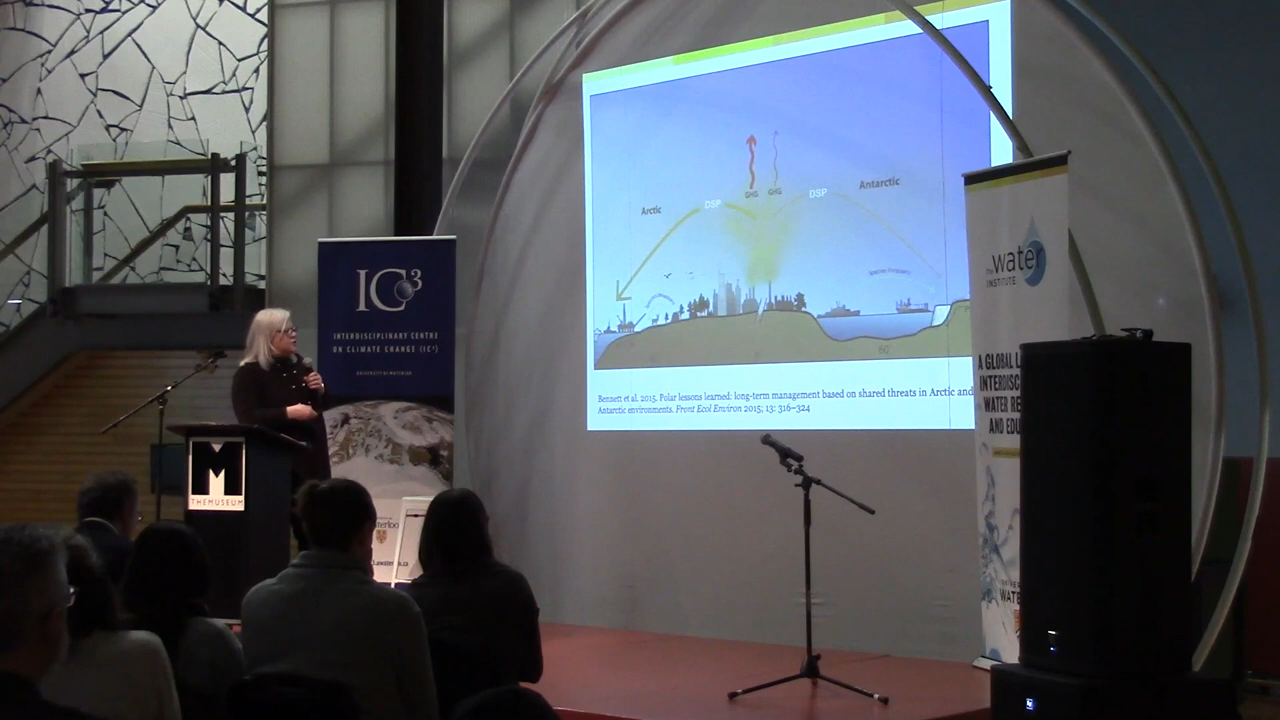 Arctic
DSP
GHG
GHG
DSP
Antarctic
60
Bennett et al. 2015. Polar lessons learned: long-term management based on shared threats in Arctic and
Antarctic environments. Front Ecol Environ 2015; 13: 316–324
IC3
INTERDISCIPLINARY CENTRE
ON CLIMATE CHANGE (IC3)
UNIVERSITY OF WATERLOO
M
THEMUSEUM
the water
INSTITUTE
A GLOBAL
INTERDISC
WATER RE
AND EDU
WATE